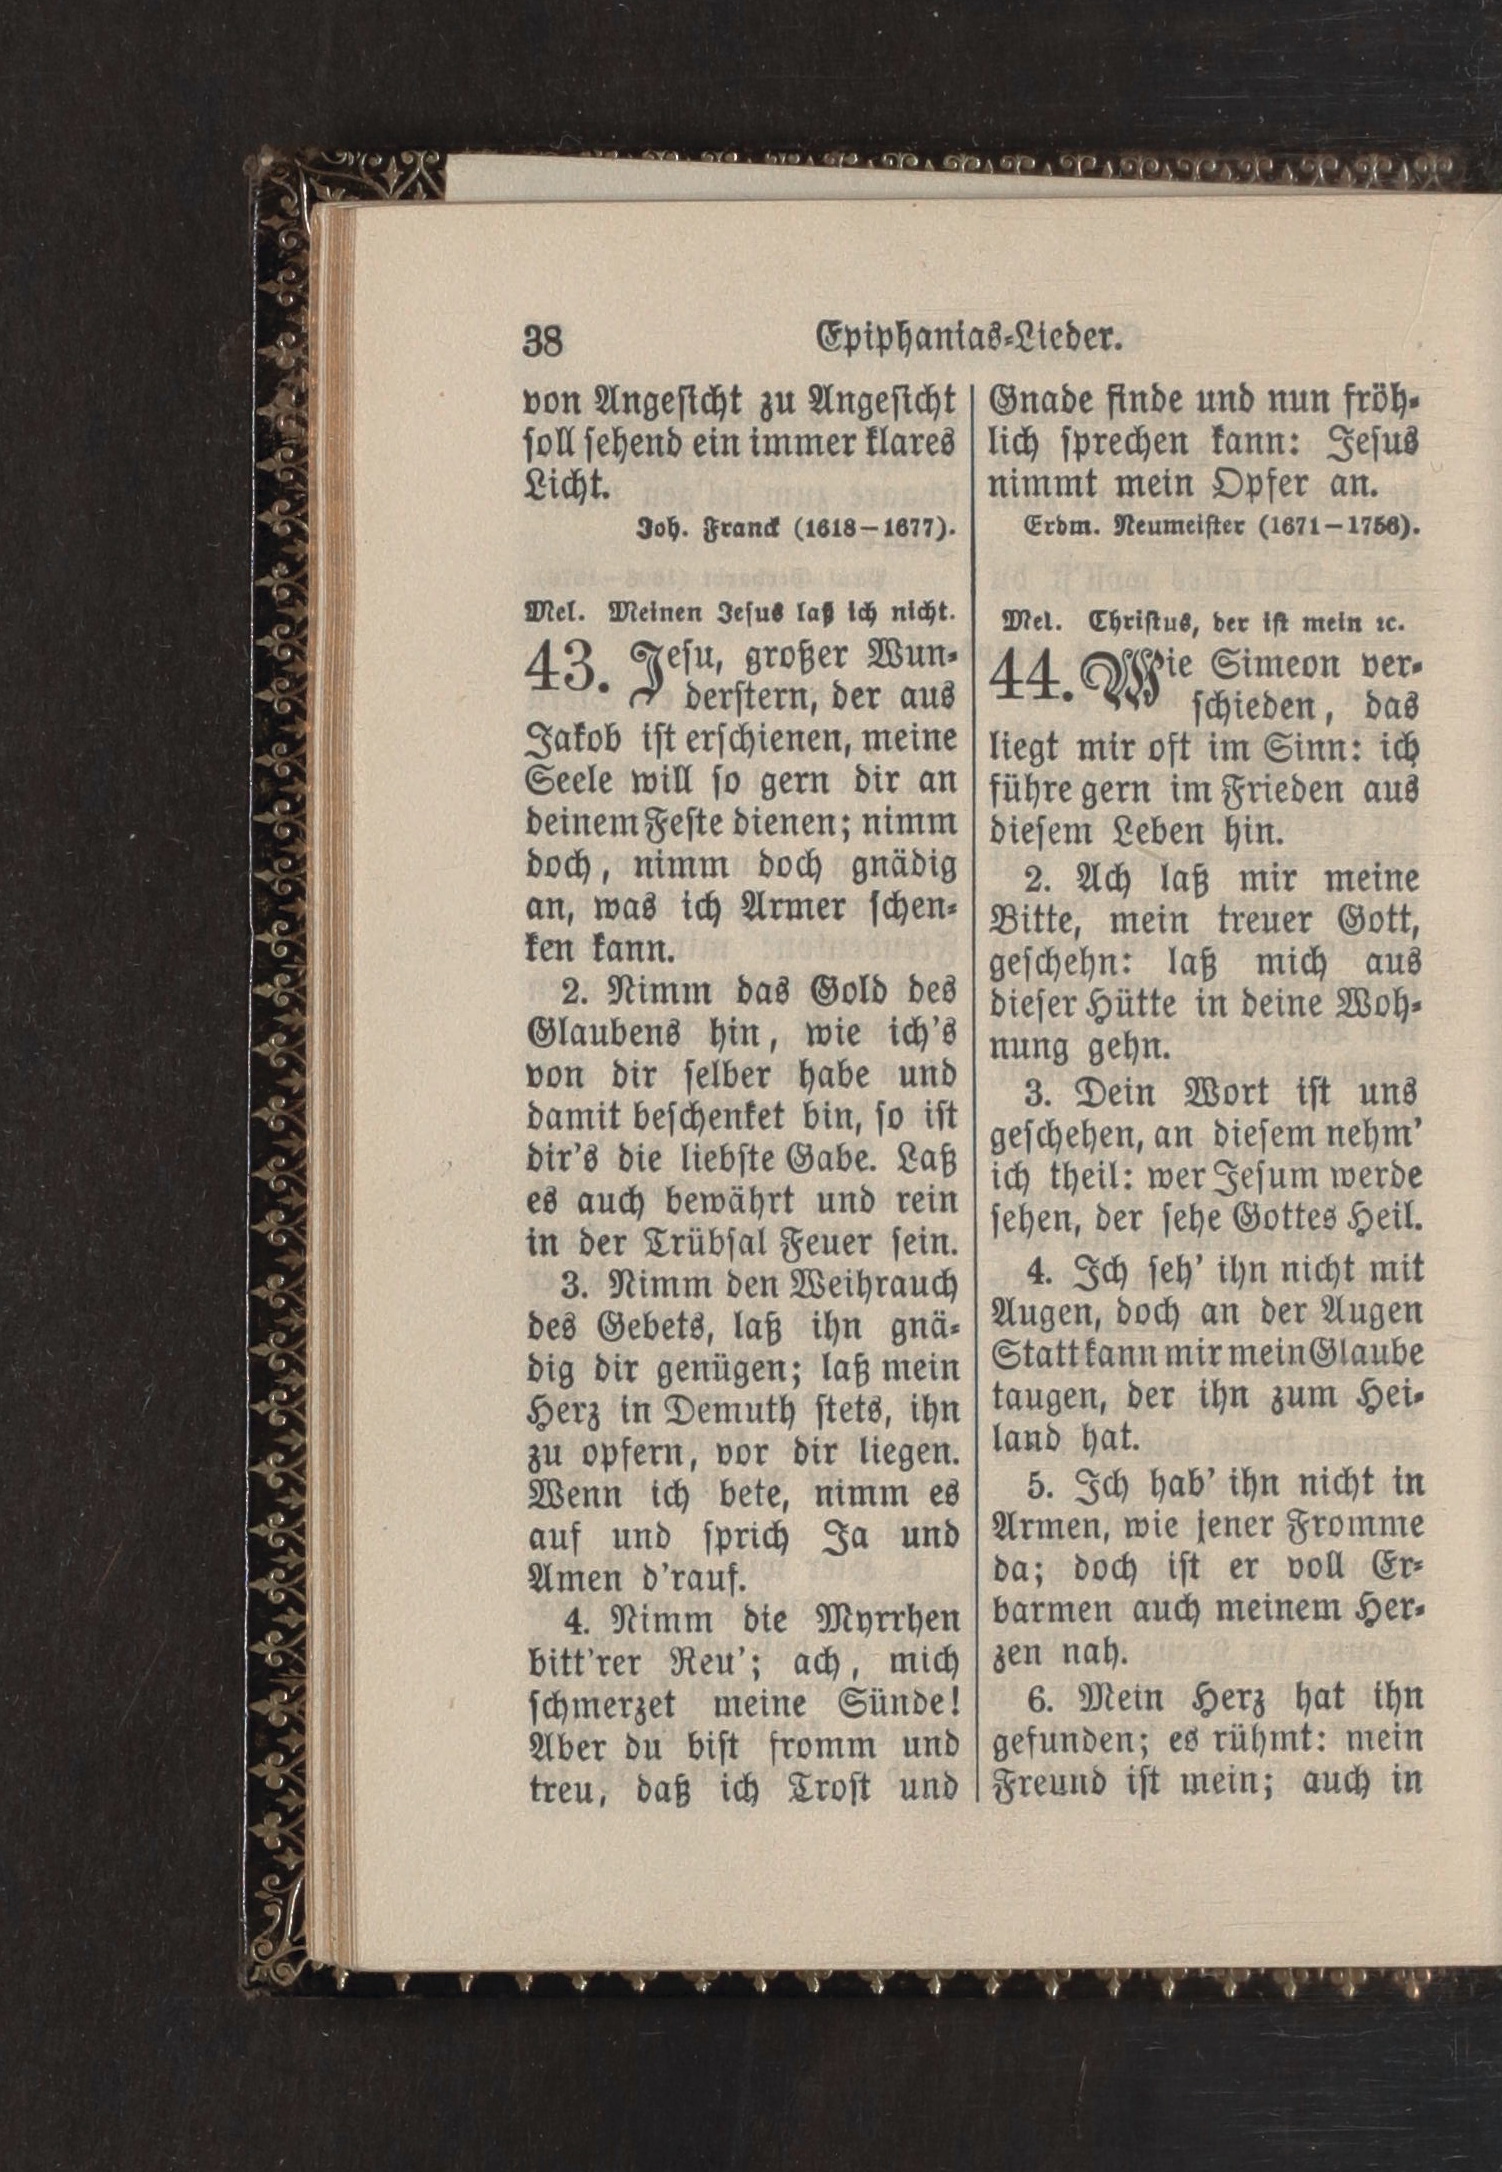 38
Epiphanias-Lieder.
von Angesicht zu Angesicht
soll sehend ein immer klares
Licht.
Joh. Franck (1618–1677).
Mel. Meinen Jesus laß ich nicht.
43. Jesu, großer Wun-
derstern, der aus
Jakob ist erschienen, meine
Seele will so gern dir an
deinem Feste dienen; nimm
doch, nimm doch gnädig
an, was ich Armer schen-
ken kann.
2. Nimm das Gold des
Glaubens hin, wie ich's
von dir selber habe und
damit beschenket bin, so ist
dir's die liebste Gabe. Laß
es auch bewährt und rein
in der Trübsal Feuer sein.
3. Nimm den Weihrauch
des Gebets, laß ihn gnä-
dig dir genügen; laß mein
Herz in Demuth stets, ihn
zu opfern, vor dir liegen.
Wenn ich bete, nimm es
auf und sprich Ja und
Amen d'rauf.
4. Nimm die Myrrhen
bitt'rer Reu'; ach, mich
schmerzet meine Sünde!
Aber du bist fromm und
treu, daß ich Trost und
Gnade finde und nun fröh-
lich sprechen kann: Jesus
nimmt mein Opfer an.
Erdm. Neumeister (1671–1756).
Mel. Christus, der ist mein ꝛc.
44. Wie Simeon ver-
schieden, das
liegt mir oft im Sinn: ich
führe gern im Frieden aus
diesem Leben hin.
2. Ach laß mir meine
Bitte, mein treuer Gott,
geschehn: laß mich aus
dieser Hütte in deine Woh-
nung gehn.
3. Dein Wort ist uns
geschehen, an diesem nehm'
ich theil: wer Jesum werde
sehen, der sehe Gottes Heil.
4. Ich seh' ihn nicht mit
Augen, doch an der Augen
Statt kann mir mein Glaube
taugen, der ihn zum Hei-
land hat.
5. Ich hab' ihn nicht in
Armen, wie jener Fromme
da; doch ist er voll Er-
barmen auch meinem Her-
zen nah.
6. Mein Herz hat ihn
gefunden; es rühmt: mein
Freund ist mein; auch in